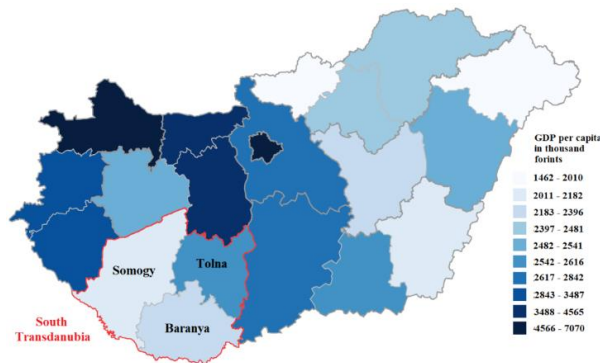 GDP per capita
in thousand
forints
1462 - 2010
2011 - 2182
2183 - 2396
2397 - 2481
2482 - 2541
2542 - 2616
2617 - 2842
2843 - 3487
3488 - 4565
4566 - 7070
Somogy
Tolna
Baranya
South
Transdanubia